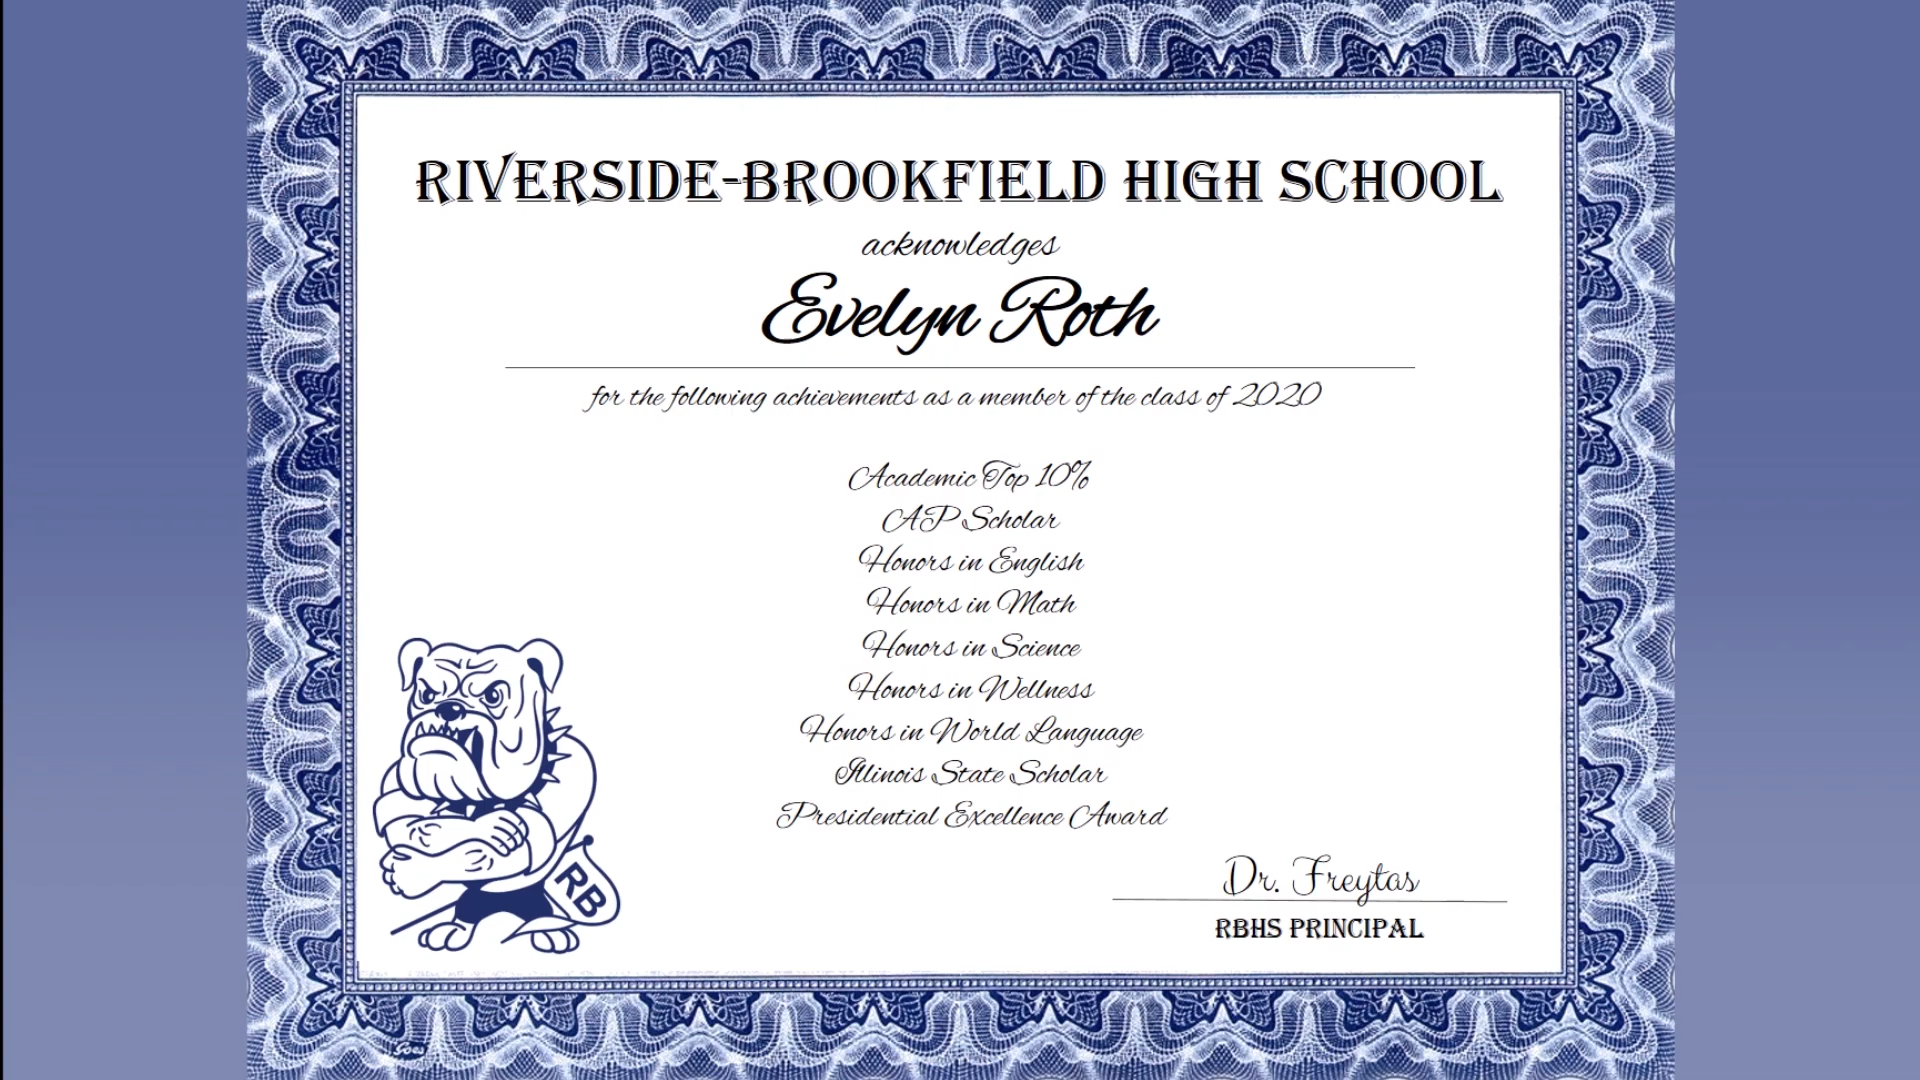 RIVERSIDE-BROOKFIELD HIGH SCHOOL
acknowledges
Evelyn Roth
for the following achievements as a member of the class of 2020
Academic Top 10%
AP Scholar
Honors in English
Honors in Math
Honors in Science
Honors in Wellness
Honors in World Language
Illinois State Scholar
Presidential Excellence Award
Dr. Freytas
RBHS PRINCIPAL
RB
Goes